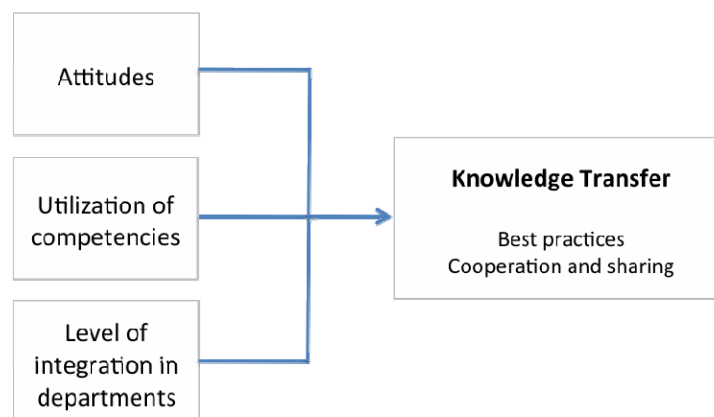 Attitudes
Utilization of
competencies
Level of
integration in
departments
Knowledge Transfer
Best practices
Cooperation and sharing